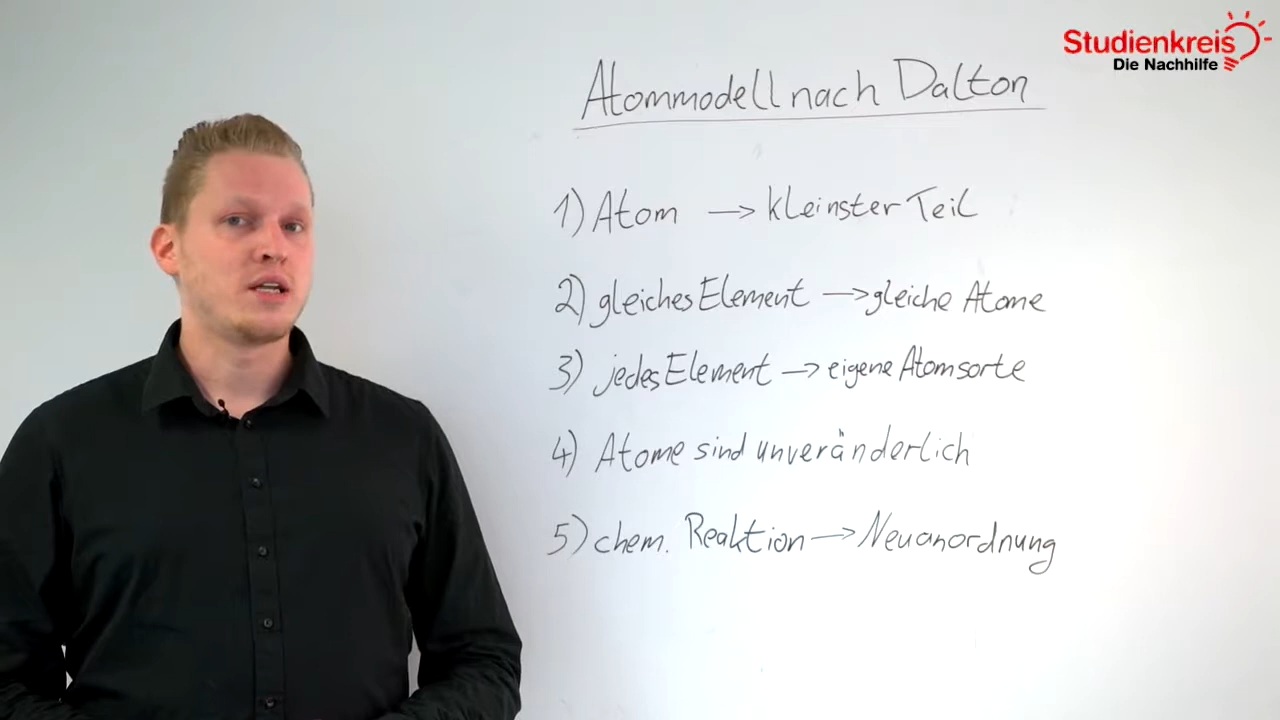 Studienkreis
Die Nachhilfe
Atommodell nach Dalton
1) Atom → kleinster Teil
2) gleiches Element → gleiche Atome
3) jedes Element → eigene Atomsorte
4) Atome sind unveränderlich
5) chem. Reaktion → Neuanordnung